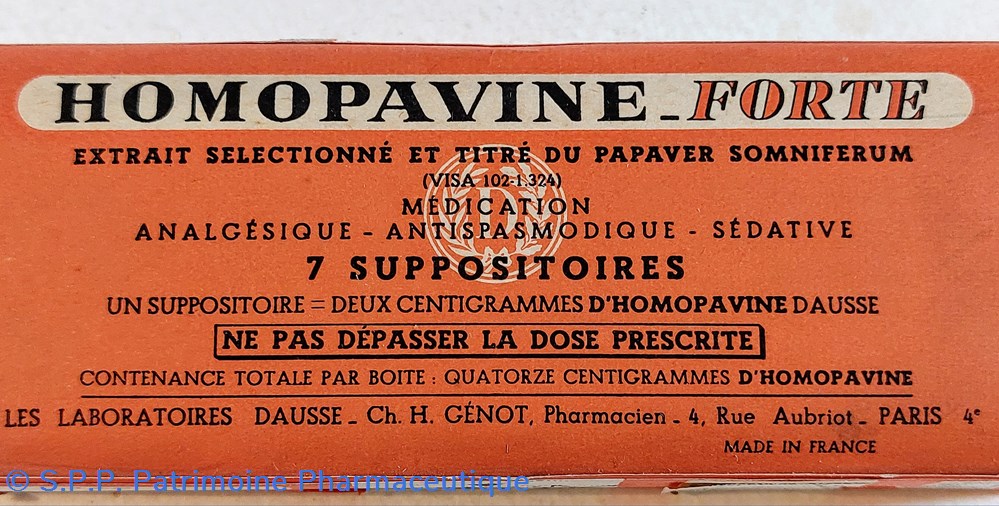 HOMOPAVINE - FORTE
EXTRAIT SELECTIONNÉ ET TITRÉ DU PAPAVER SOMNIFERUM
(VISA 102-1.324)
MÉDICATION
ANALGÉSIQUE - ANTISPASMODIQUE - SÉDATIVE
D
7 SUPPOSITOIRES
UN SUPPOSITOIRE = DEUX CENTIGRAMMES D'HOMOPAVINE DAUSSE
NE PAS DÉPASSER LA DOSE PRESCRITE
CONTENANCE TOTALE PAR BOITE : QUATORZE CENTIGRAMMES D'HOMOPAVINE
LES LABORATOIRES DAUSSE - Ch. H. GÉNOT, Pharmacien - 4, Rue Aubriot - PARIS 4e
MADE IN FRANCE
© S.P.P. Patrimoine Pharmaceutique